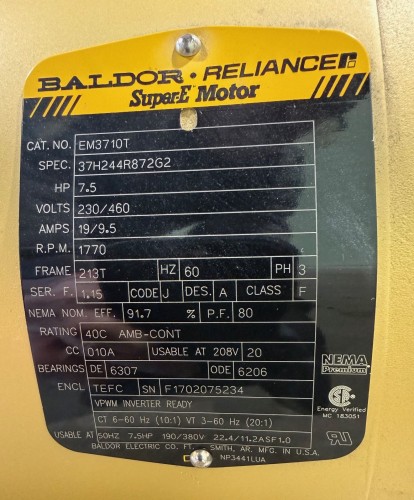 BALDOR • RELIANCE
Super-E Motor
CAT. NO. EM3710T
SPEC. 37H244R872G2
HP 7.5
VOLTS 230/460
AMPS 19/9.5
R.P.M. 1770
FRAME 213T HZ 60 PH 3
SER. F. 1.15 CODE J DES. A CLASS F
NEMA NOM. EFF. 91.7 % P.F. 80
RATING 40C AMB-CONT
CC 010A USABLE AT 208V 20
BEARINGS DE 6307 ODE 6206
ENCL TEFC SN F1702075234
VPWM INVERTER READY
CT 6-60 HZ (10:1) VT 3-60 HZ (20:1)
USABLE AT 50HZ 7.5HP 190/380V 22.4/11.2A SF1.0
BALDOR ELECTRIC CO. FT. SMITH, AR. MFG. IN U.S.A.
NP3441LUA
NEMA
Premium
Energy Verified
MC 183051